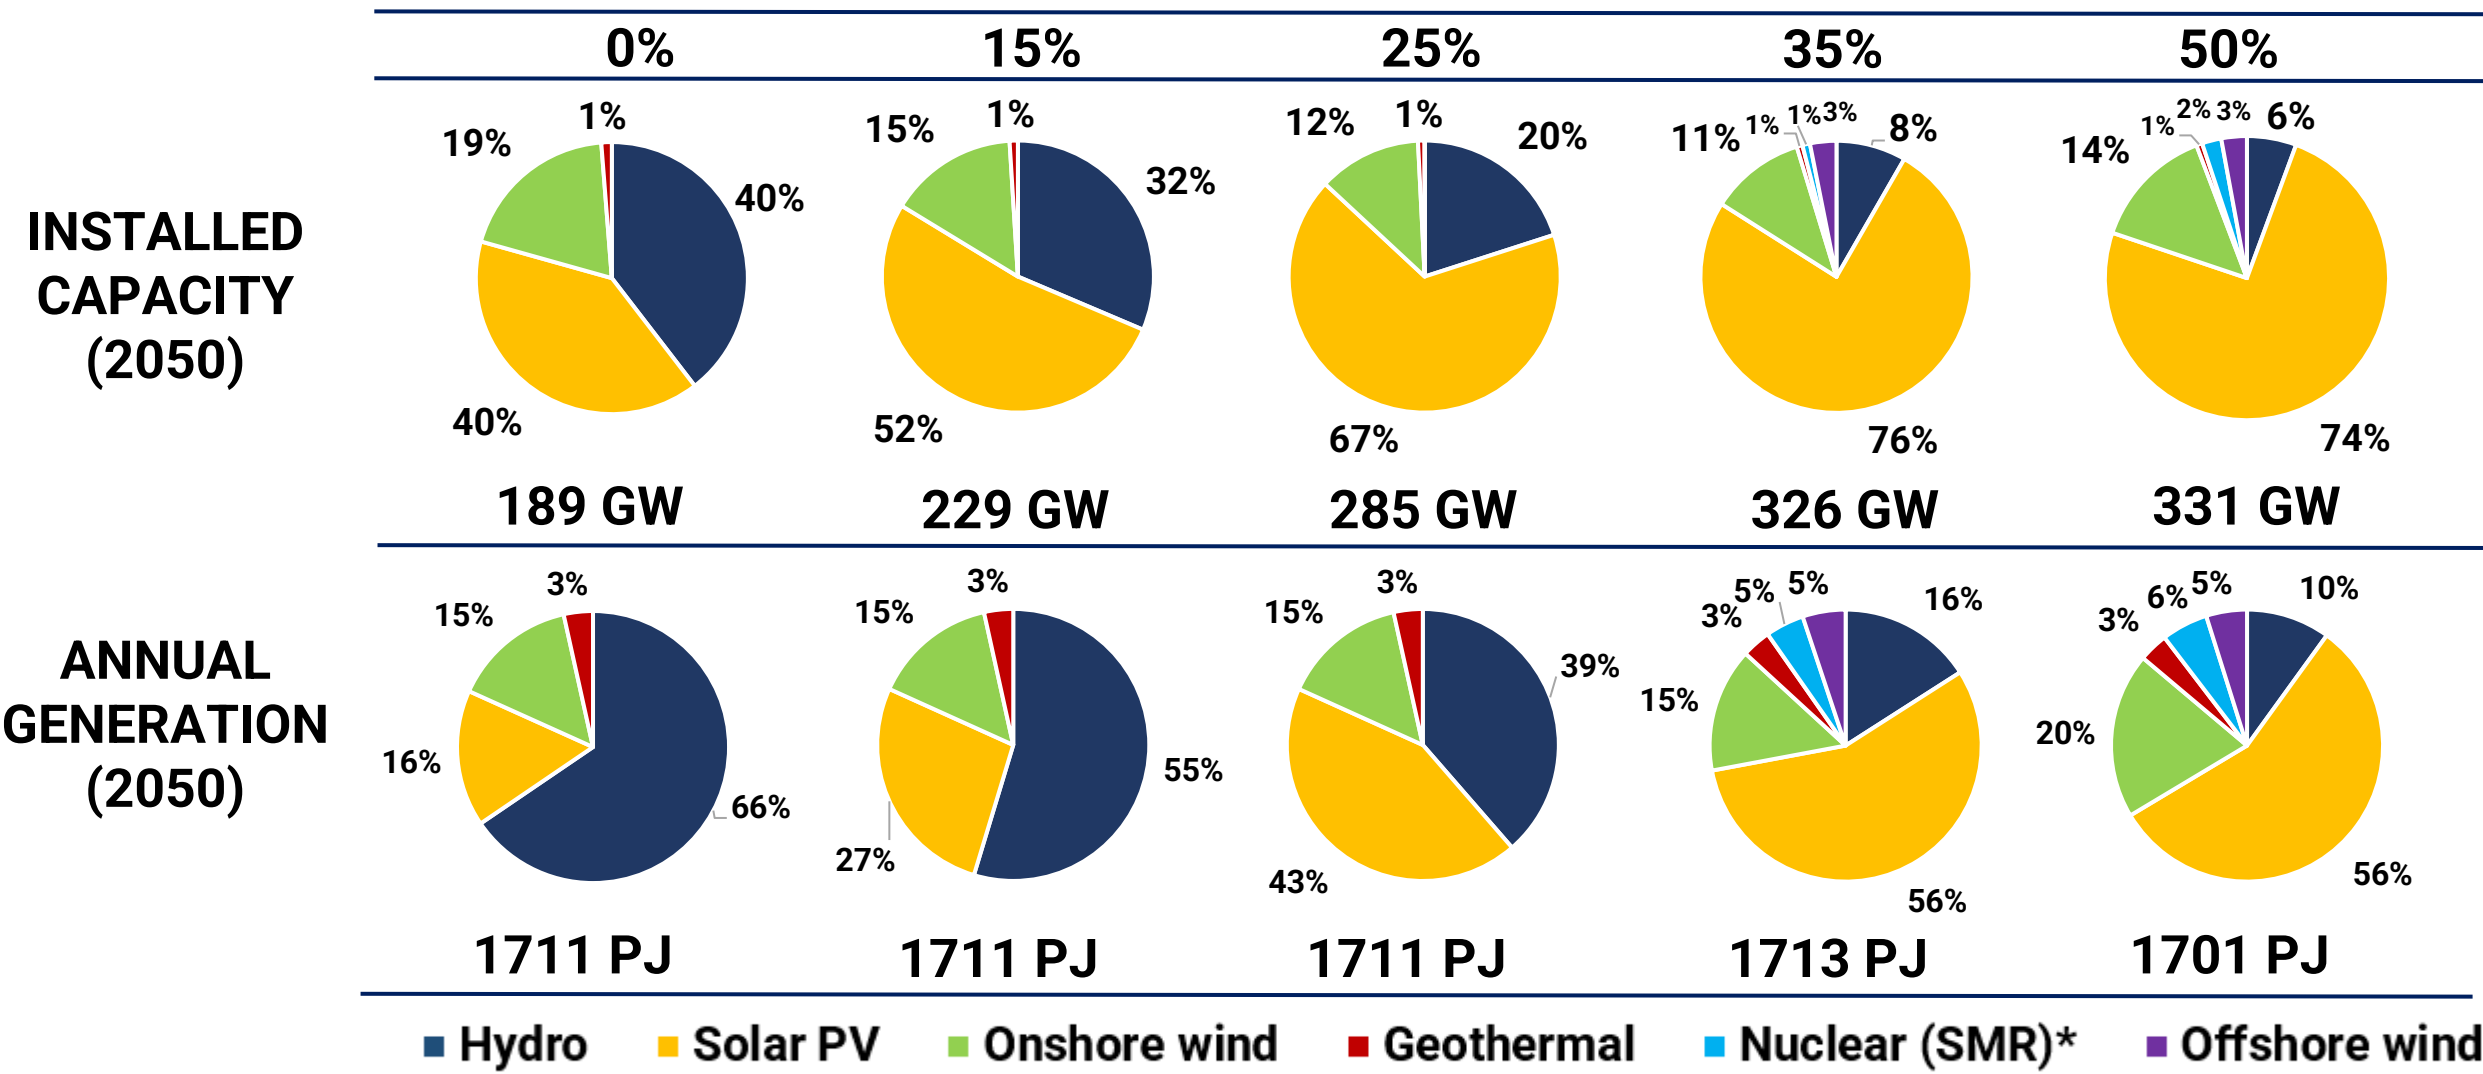 0% 15% 25% 35% 50%
INSTALLED
CAPACITY
(2050)
1% 19% 40% 40%
1% 15% 32% 52%
1% 12% 20% 67%
11% 1% 1% 3% 8% 76%
14% 1% 2% 3% 6% 74%
189 GW 229 GW 285 GW 326 GW 331 GW
ANNUAL
GENERATION
(2050)
3% 15% 16% 66%
3% 15% 55% 27%
3% 15% 39% 43%
5% 5% 3% 16% 15% 56%
3% 6% 5% 10% 20% 56%
1711 PJ 1711 PJ 1711 PJ 1713 PJ 1701 PJ
Hydro Solar PV Onshore wind Geothermal Nuclear (SMR)* Offshore wind